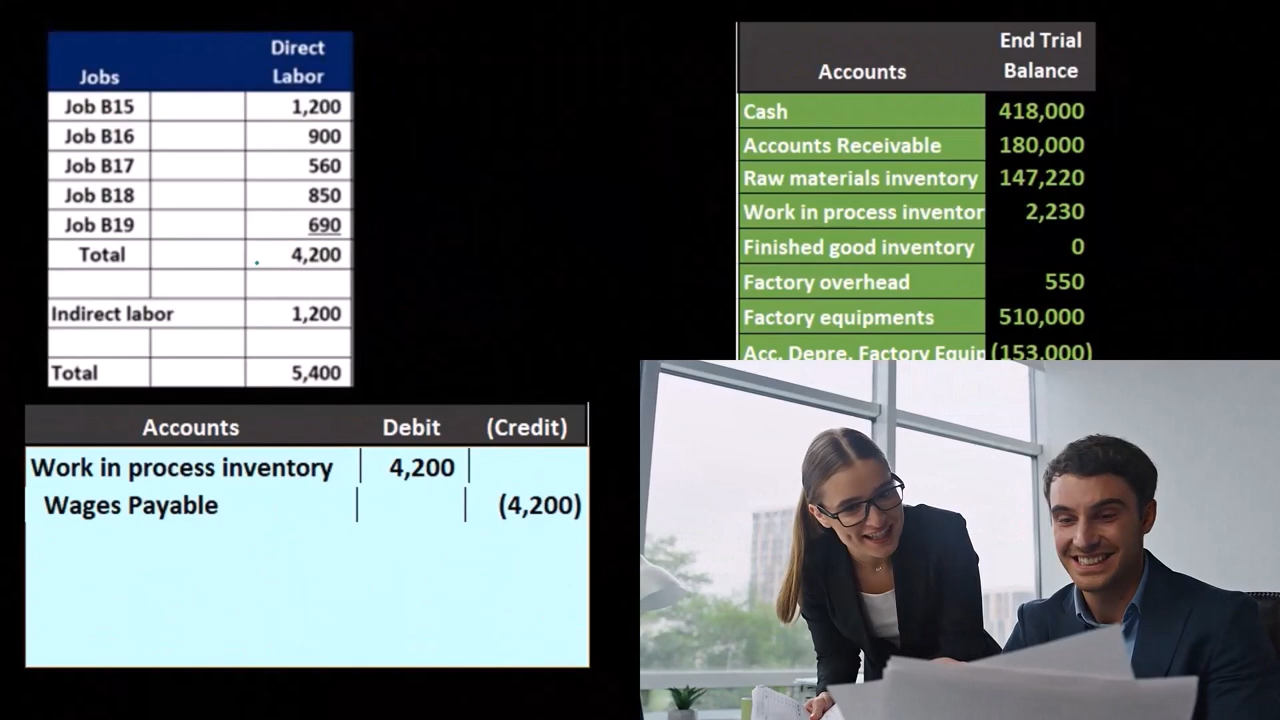 Jobs Direct Labor
Job B15 1,200
Job B16 900
Job B17 560
Job B18 850
Job B19 690
Total 4,200
Indirect labor 1,200
Total 5,400
Accounts Debit (Credit)
Work in process inventory 4,200
Wages Payable (4,200)
Accounts End Trial Balance
Cash 418,000
Accounts Receivable 180,000
Raw materials inventory 147,220
Work in process inventor 2,230
Finished good inventory 0
Factory overhead 550
Factory equipments 510,000
Acc. Depre. Factory Equip (153,000)